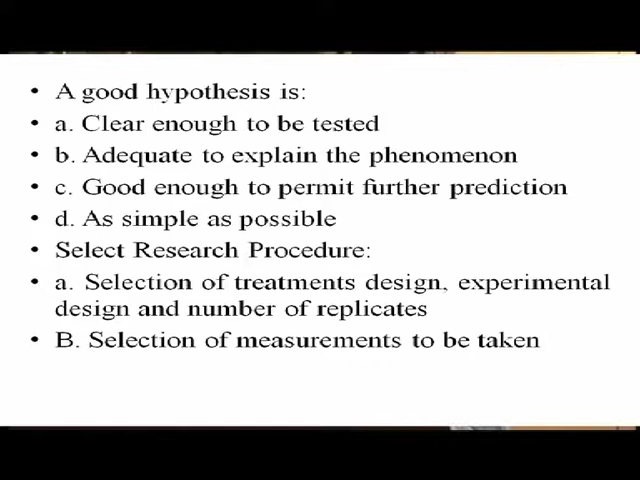 • A good hypothesis is:
• a. Clear enough to be tested
• b. Adequate to explain the phenomenon
• c. Good enough to permit further prediction
• d. As simple as possible
• Select Research Procedure:
• a. Selection of treatments design, experimental
design and number of replicates
• B. Selection of measurements to be taken